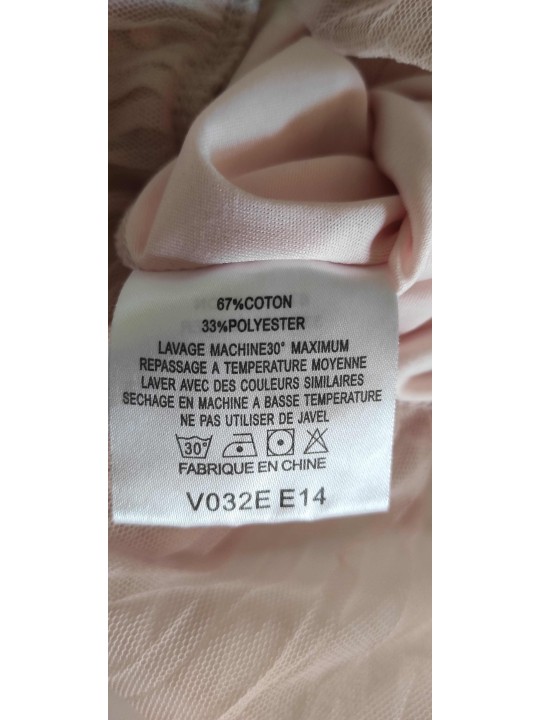 67%COTON
33%POLYESTER
LAVAGE MACHINE30° MAXIMUM
REPASSAGE A TEMPERATURE MOYENNE
LAVER AVEC DES COULEURS SIMILAIRES
SECHAGE EN MACHINE A BASSE TEMPERATURE
NE PAS UTILISER DE JAVEL
30°
FABRIQUE EN CHINE
V032E E14